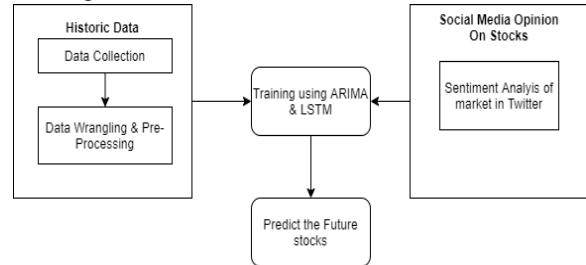 Historic Data
Data Collection
Data Wrangling & Pre-
Processing
Training using ARIMA
& LSTM
Predict the Future
stocks
Social Media Opinion
On Stocks
Sentiment Analyis of
market in Twitter